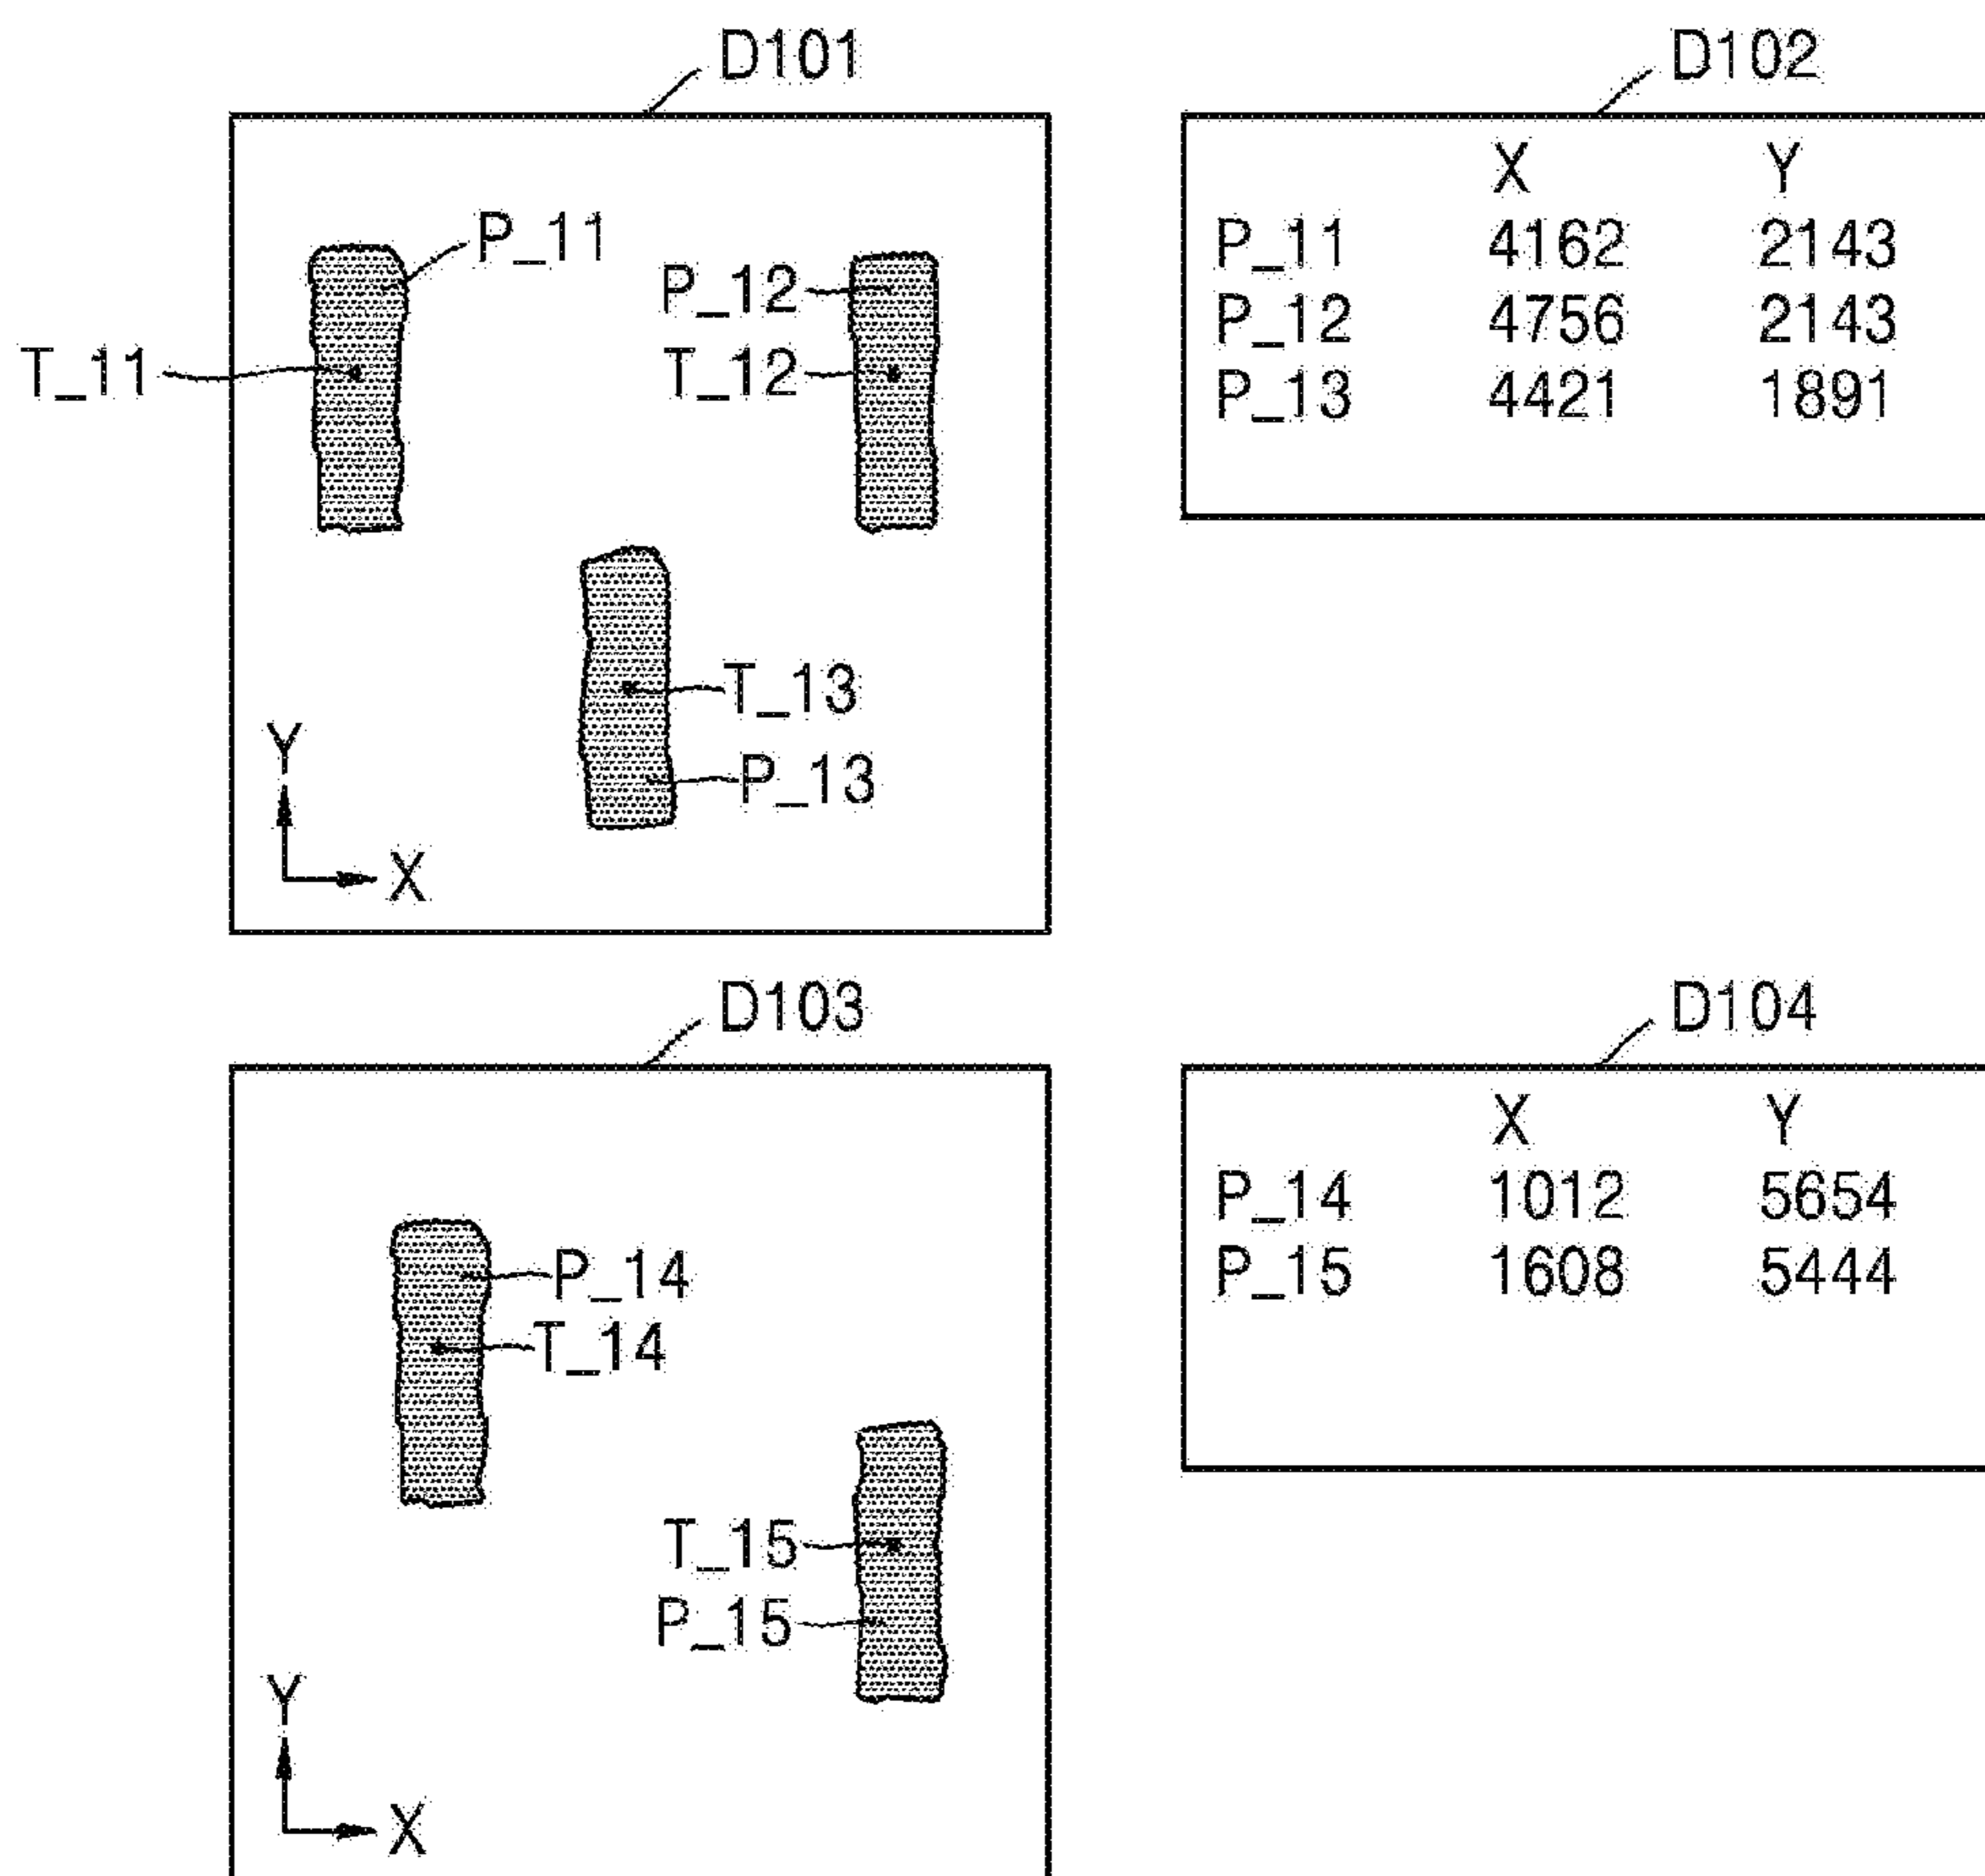 D101
P_11
P_12
T_11
T_12
T_13
P_13
Y
X
D102
X Y
P_11 4162 2143
P_12 4756 2143
P_13 4421 1891
D103
P_14
T_14
T_15
P_15
Y
X
D104
X Y
P_14 1012 5654
P_15 1608 5444